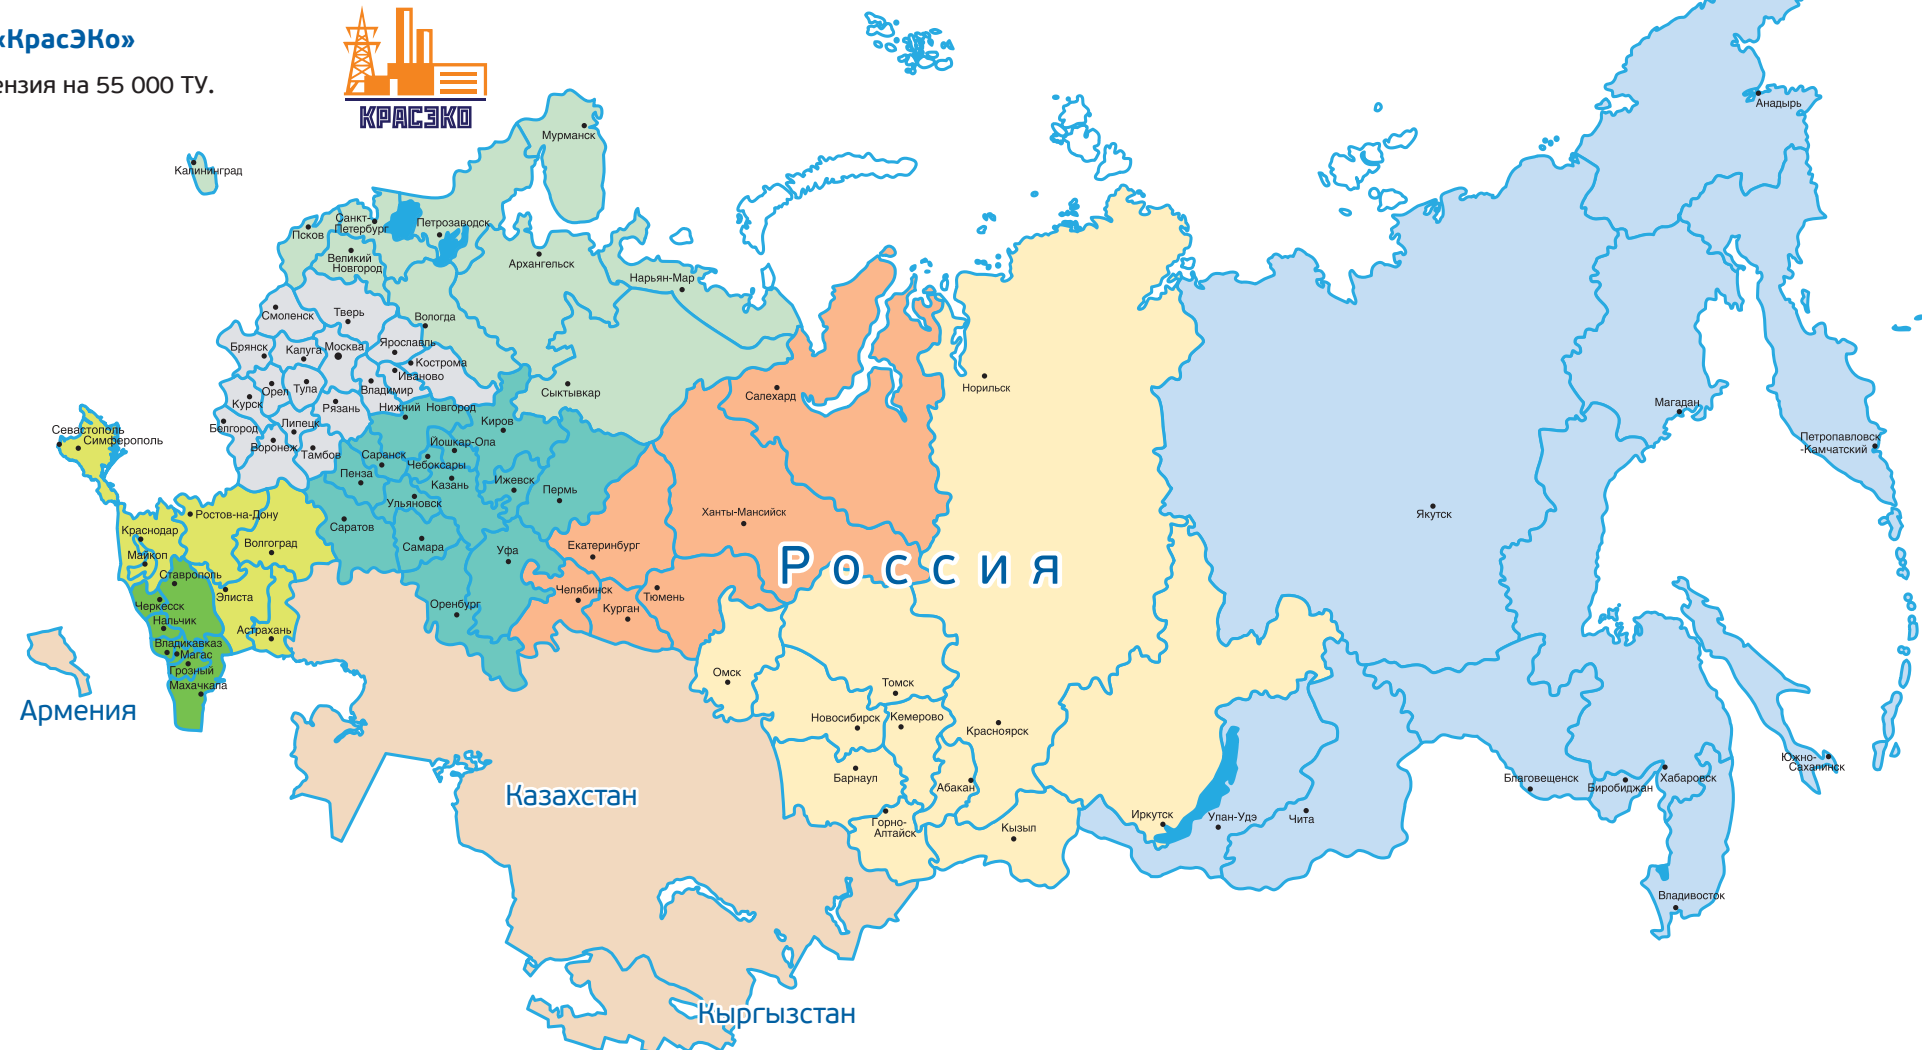 «КрасЭКо»
ензия на 55 000 ТУ.
КРАСЭКО
Анадырь
Мурманск
Калининград
Санкт-
Петербург
Петрозаводск
Псков
Великий
Новгород
Архангельск
Нарьян-Мар
Смоленск
Тверь
Вологда
Брянск
Калуга
Москва
Ярославль
Кострома
Иваново
Орел
Тула
Владимир
Сыктывкар
Салехард
Норильск
Курск
Рязань
Нижний Новгород
Магадан
Белгород
Липецк
Киров
Севастополь
Симферополь
Воронеж
Тамбов
Йошкар-Ола
Саранск
Чебоксары
Петропавловск
-Камчатский
Пенза
Казань
Ижевск
Пермь
Ульяновск
Ханты-Мансийск
Якутск
Ростов-на-Дону
Саратов
Краснодар
Волгоград
Самара
Уфа
Екатеринбург
Майкоп
Россия
Ставрополь
Элиста
Челябинск
Тюмень
Черкесск
Оренбург
Курган
Нальчик
Астрахань
Владикавказ
Магас
Грозный
Махачкала
Омск
Томск
Армения
Новосибирск
Кемерово
Красноярск
Барнаул
Абакан
Казахстан
Горно-
Алтайск
Кызыл
Иркутск
Улан-Удэ
Чита
Благовещенск
Биробиджан
Хабаровск
Южно-
Сахалинск
Владивосток
Кыргызстан